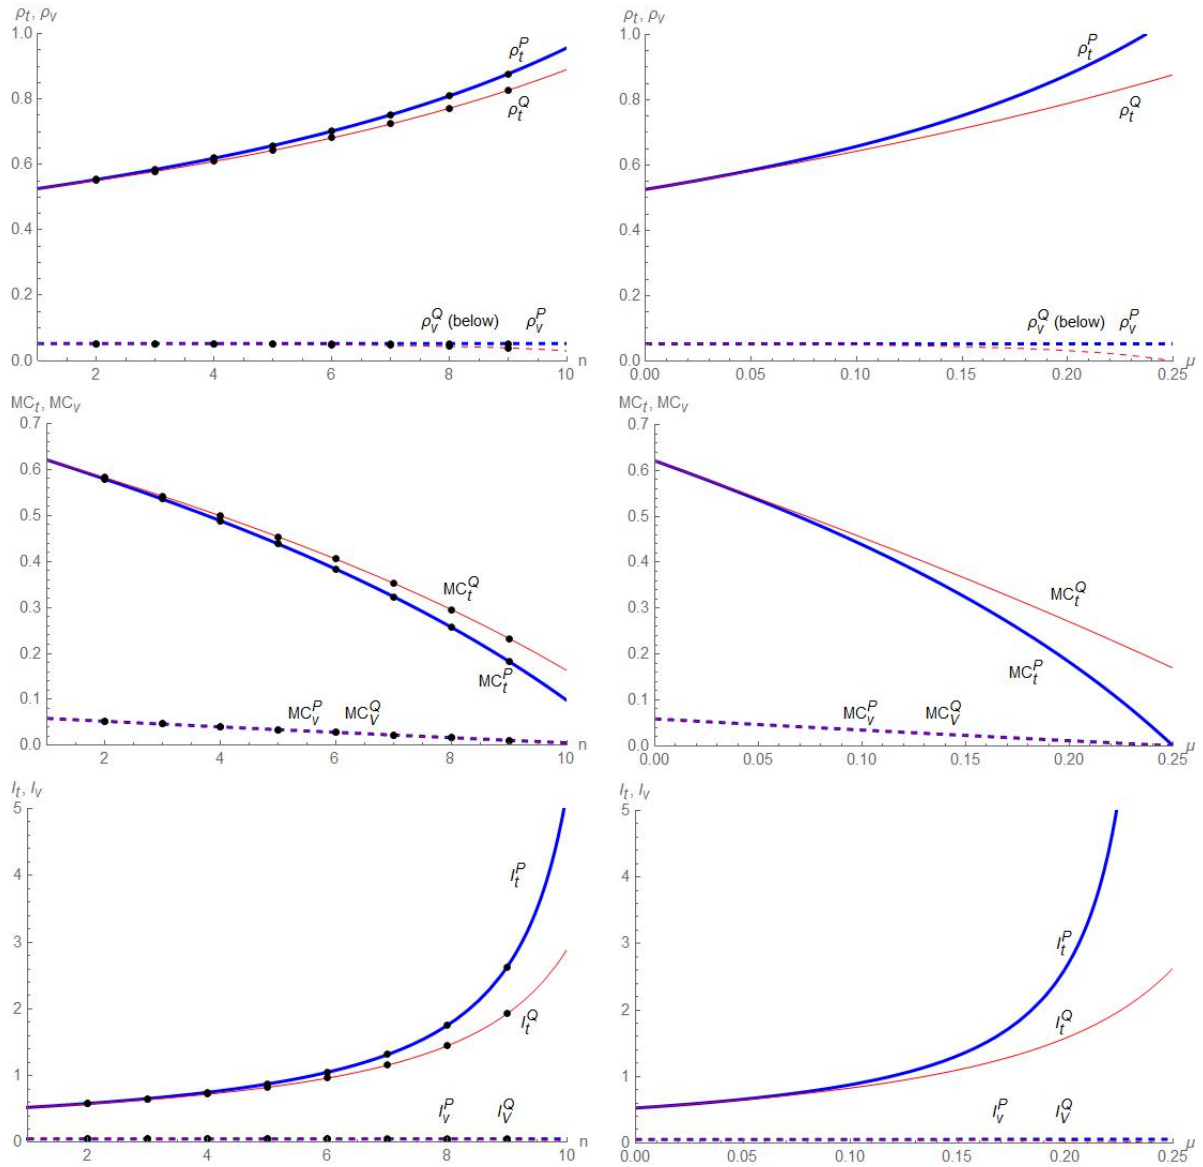 ρt, ρv
1.0
ρtP
0.8
ρtQ
0.6
0.4
0.2
ρvQ (below) ρvP
0.0
2 4 6 8 10 n
ρt, ρv
1.0
ρtP
0.8
ρtQ
0.6
0.4
0.2
ρvQ (below) ρvP
0.0
0.00 0.05 0.10 0.15 0.20 0.25 μ
MCt, MCv
0.7
0.6
0.5
0.4
MCtQ
0.3
0.2
MCtP
0.1
MCvP MCVQ
0.0
2 4 6 8 10 n
MCt, MCv
0.7
0.6
0.5
0.4
MCtQ
0.3
0.2
MCtP
0.1
MCvP MCVQ
0.0
0.00 0.05 0.10 0.15 0.20 0.25 μ
It, Iv
5
4
ItP
3
2
ItQ
1
IvP IVQ
0
2 4 6 8 10 n
It, Iv
5
4
3
ItP
2
ItQ
1
IvP IVQ
0
0.00 0.05 0.10 0.15 0.20 0.25 μ